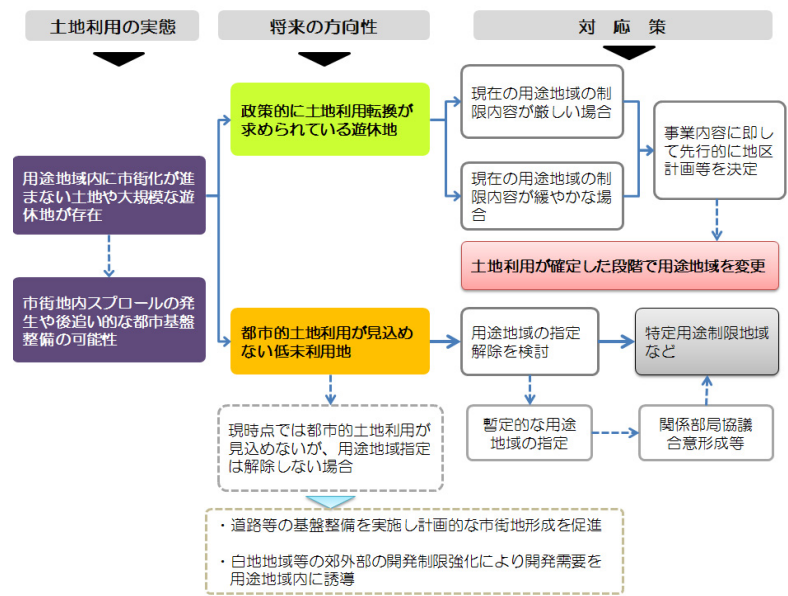 土地利用の実態
将来の方向性
対 応 策
用途地域内に市街化が進
まない土地や大規模な遊
休地が存在
市街地内スプロールの発
生や後追い的な都市基盤
整備の可能性
政策的に土地利用転換が
求められている遊休地
現在の用途地域の制
限内容が厳しい場合
現在の用途地域の制
限内容が緩やかな場
合
事業内容に即し
て先行的に地区
計画等を決定
土地利用が確定した段階で用途地域を変更
都市的土地利用が見込め
ない低未利用地
用途地域の指定
解除を検討
特定用途制限地域
など
暫定的な用途
地域の指定
関係部局協議
合意形成等
現時点では都市的土地利用が
見込めないが、用途地域指定
は解除しない場合
・道路等の基盤整備を実施し計画的な市街地形成を促進
・白地地域等の郊外部の開発制限強化により開発需要を
用途地域内に誘導